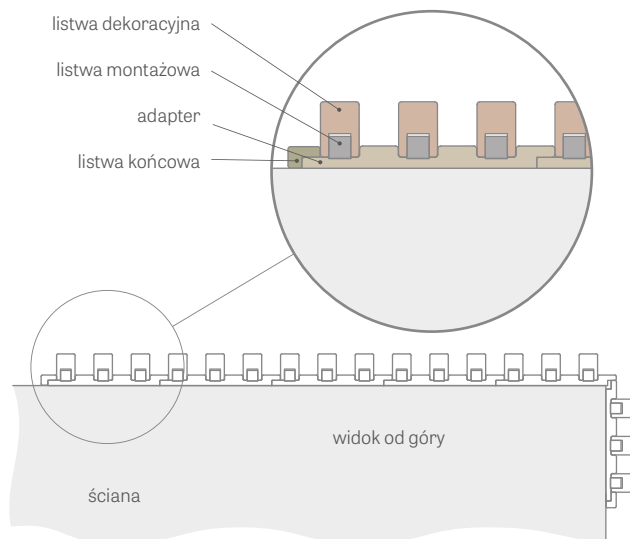 listwa dekoracyjna
listwa montażowa
adapter
listwa końcowa
widok od góry
ściana